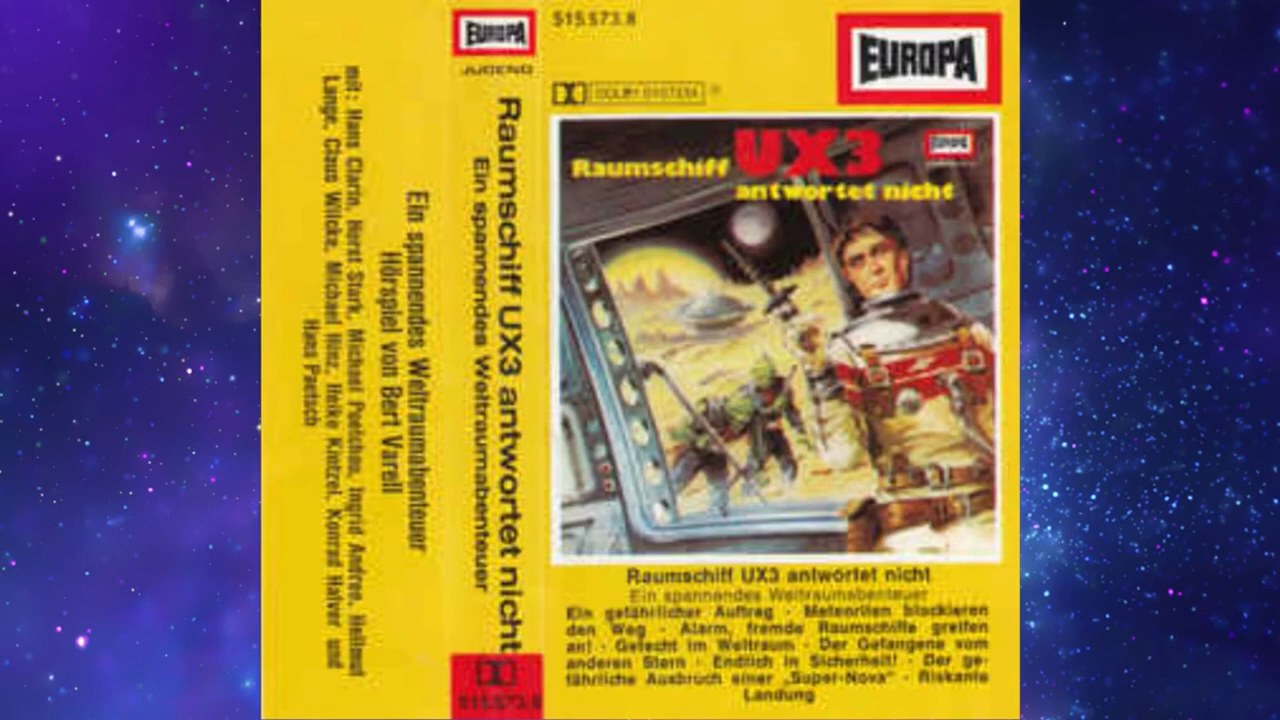 mit: Hans Clarin, Horst Stark, Michael Poelchau, Ingrid Andree, Hellmut
Lange, Claus Wilcke, Michael Hinz, Heike Kintzel, Konrad Halver und
Hans Paetsch
Ein spannendes Weltraumabenteuer
Hörspiel von Bert Varell
EUROPA
JUGEND
Raumschiff UX3 antwortet nicht
Ein spannendes Weltraumabenteuer
515 573.8
515 573.8
EUROPA
DOLBY SYSTEM ®
Raumschiff UX3
antwortet nicht
EUROPA
Raumschiff UX3 antwortet nicht
Ein spannendes Weltraumabenteuer
Ein gefährlicher Auftrag · Meteoriten blockieren
den Weg · Alarm, fremde Raumschiffe greifen
an! · Gefecht im Weltraum · Der Gefangene vom
anderen Stern · Endlich in Sicherheit! · Der ge-
fährliche Ausbruch einer „Super-Nova" · Riskante
Landung